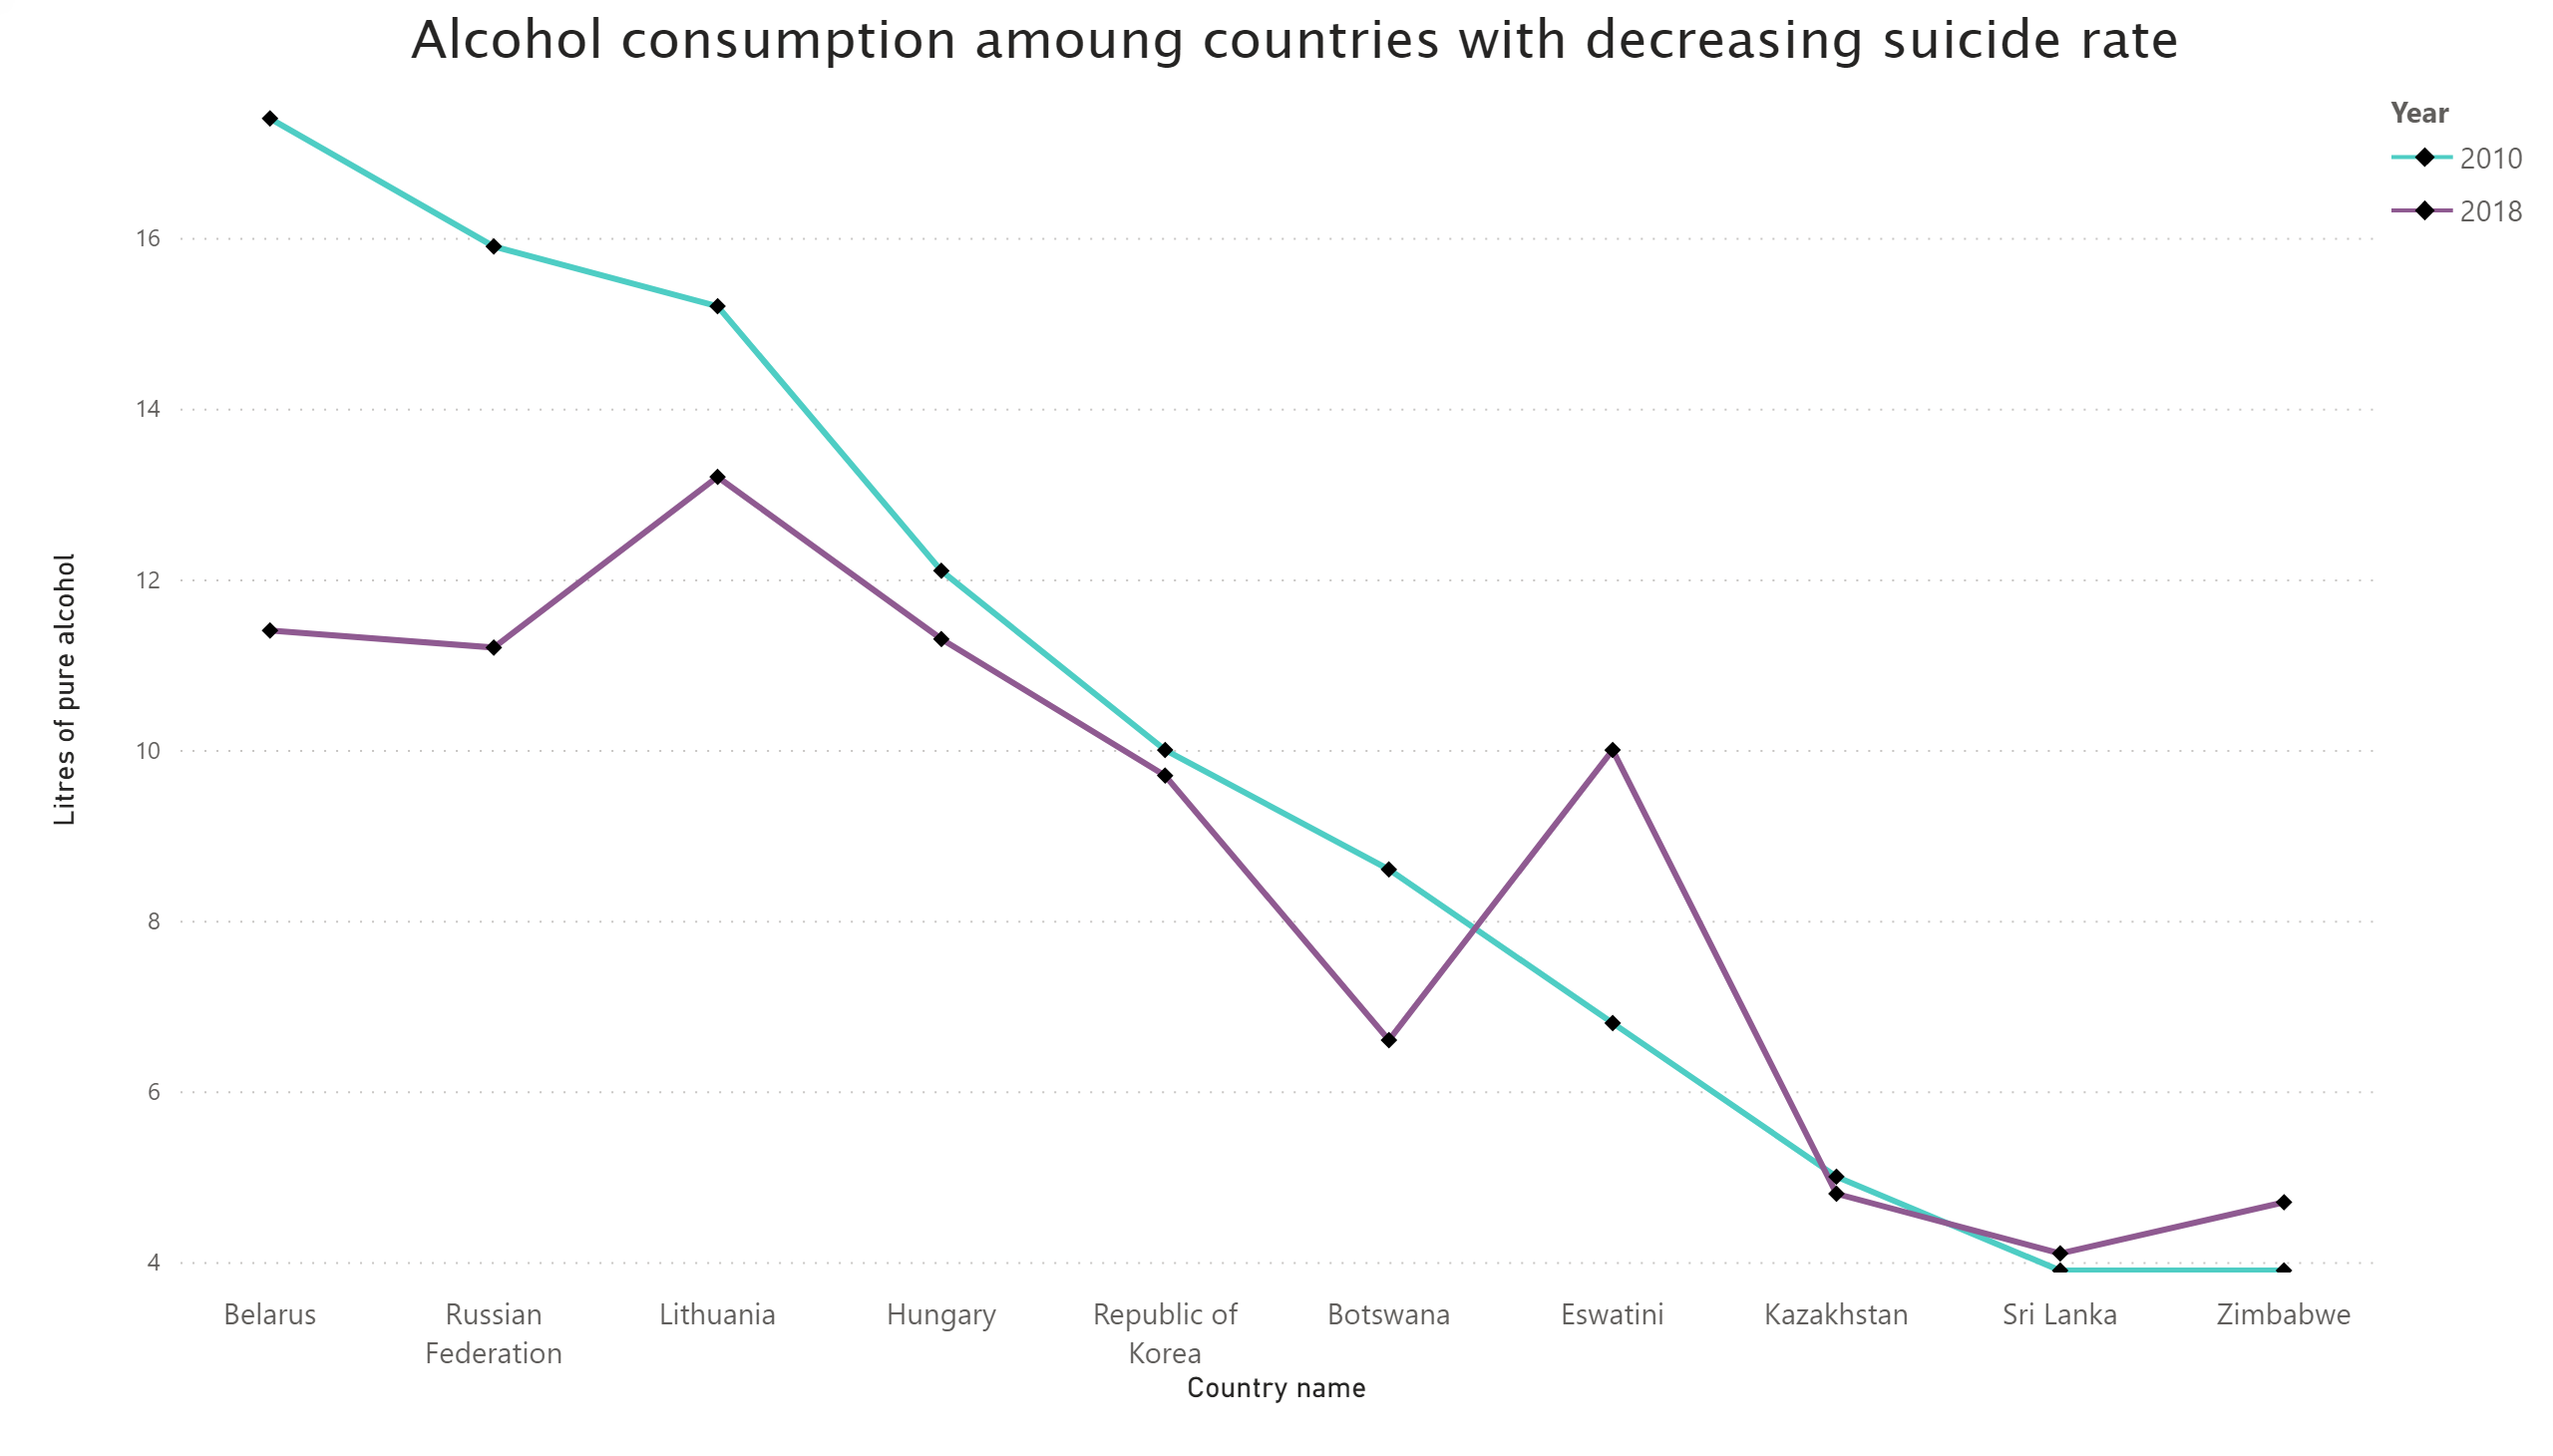 Alcohol consumption amoung countries with decreasing suicide rate
Year
2010
2018
16
14
12
10
8
6
4
Litres of pure alcohol
Belarus
Russian
Federation
Lithuania
Hungary
Republic of
Korea
Botswana
Eswatini
Kazakhstan
Sri Lanka
Zimbabwe
Country name